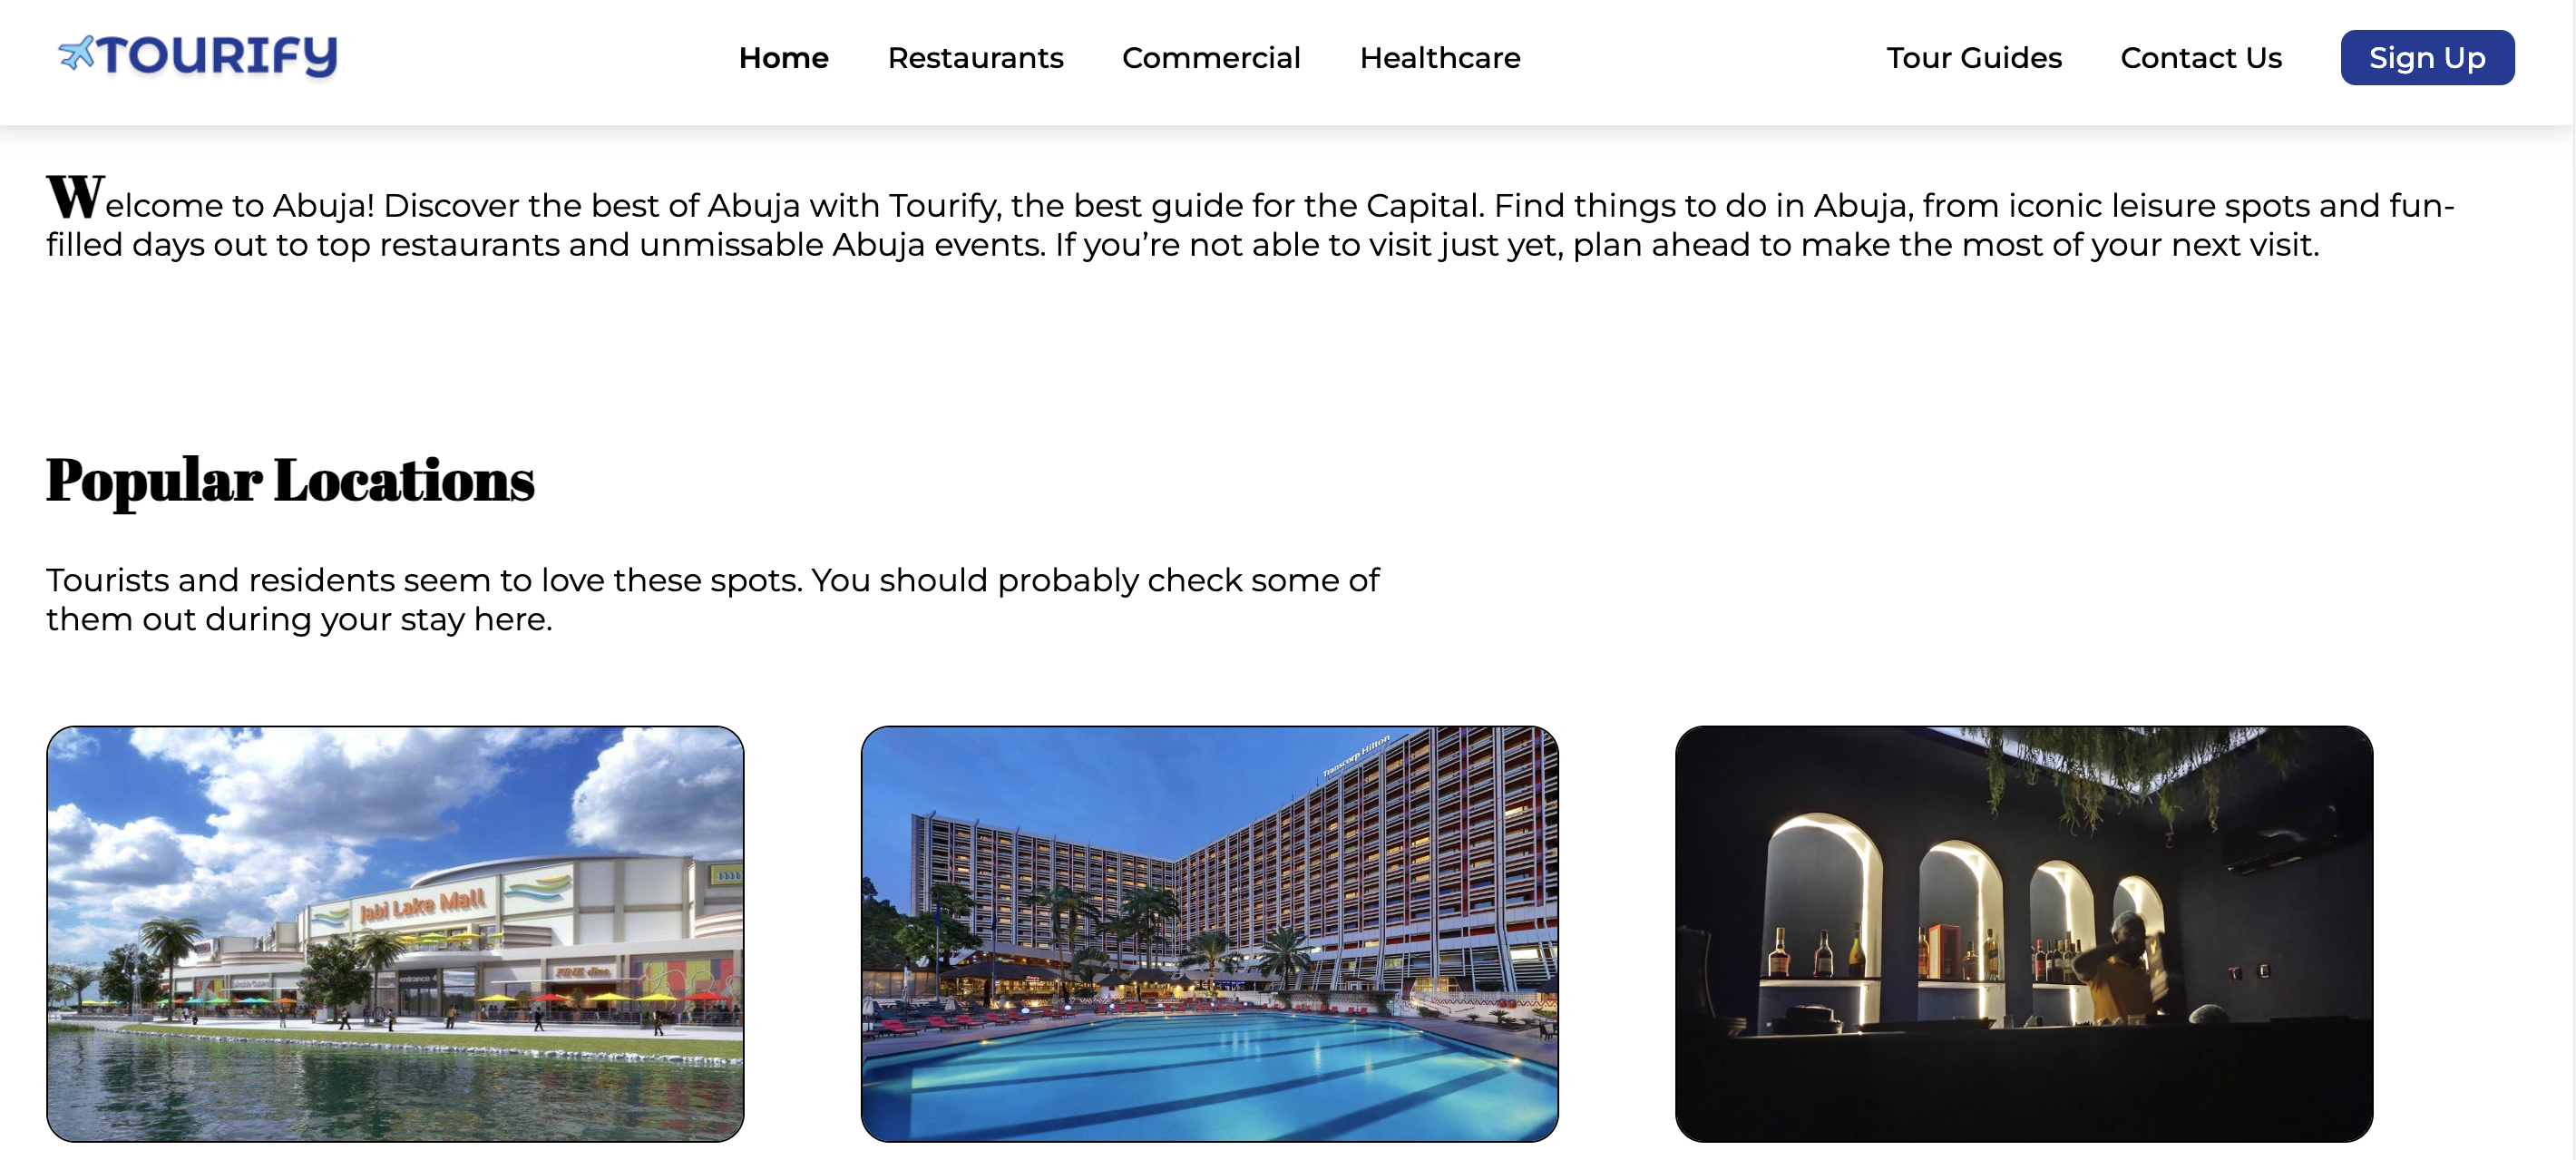 TOURIFY
Home Restaurants Commercial Healthcare Tour Guides Contact Us Sign Up
Welcome to Abuja! Discover the best of Abuja with Tourify, the best guide for the Capital. Find things to do in Abuja, from iconic leisure spots and fun-
filled days out to top restaurants and unmissable Abuja events. If you’re not able to visit just yet, plan ahead to make the most of your next visit.
Popular Locations
Tourists and residents seem to love these spots. You should probably check some of
them out during your stay here.
Jabi Lake Mall
entrance 4
FINE dine
Transcorp Hilton